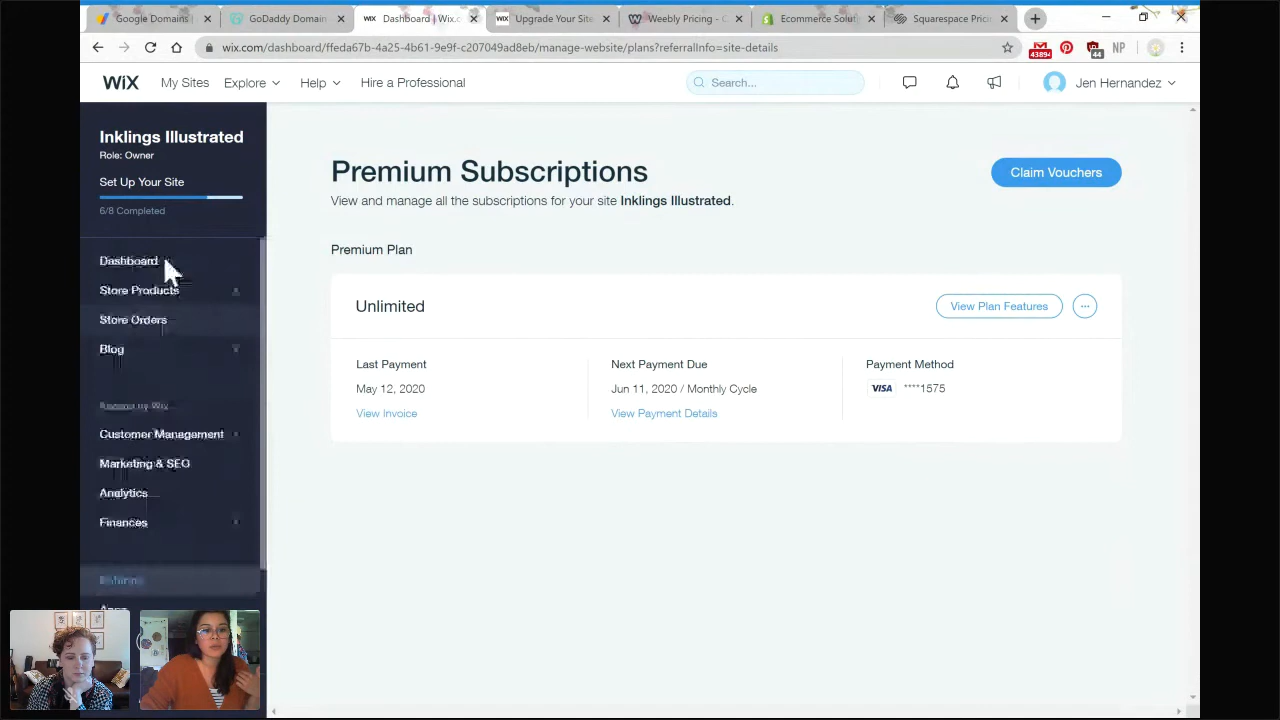 Google Domains
GoDaddy Domain
Dashboard | Wix.c
Upgrade Your Site
Weebly Pricing - C
Ecommerce Solut
Squarespace Prici
wix.com/dashboard/ffeda67b-4a25-4b61-9e9f-c207049ad8eb/manage-website/plans?referralInfo=site-details
NP
44
WiX
My Sites
Explore
Help
Hire a Professional
Search...
Jen Hernandez
Inklings Illustrated
Role: Owner
Set Up Your Site
6/8 Completed
Dashboard
Store Products
Store Orders
Blog
Customer Management
Marketing & SEO
Analytics
Finances
Premium Subscriptions
Claim Vouchers
View and manage all the subscriptions for your site Inklings Illustrated.
Premium Plan
Unlimited
View Plan Features
...
Last Payment
May 12, 2020
View Invoice
Next Payment Due
Jun 11, 2020 / Monthly Cycle
View Payment Details
Payment Method
VISA ****1575